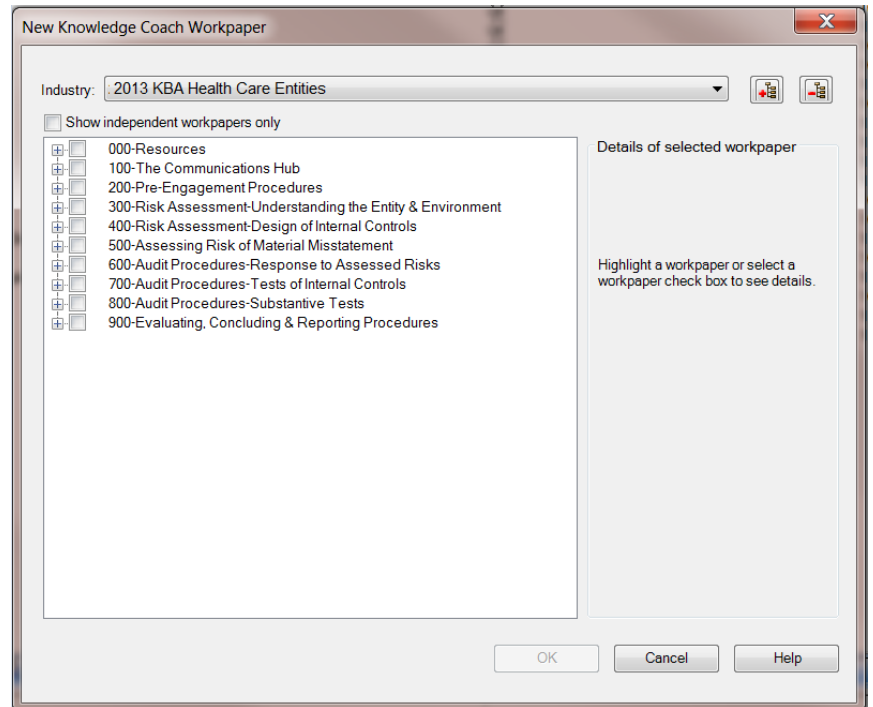 New Knowledge Coach Workpaper
Industry: 2013 KBA Health Care Entities
Show independent workpapers only
000-Resources
100-The Communications Hub
200-Pre-Engagement Procedures
300-Risk Assessment-Understanding the Entity & Environment
400-Risk Assessment-Design of Internal Controls
500-Assessing Risk of Material Misstatement
600-Audit Procedures-Response to Assessed Risks
700-Audit Procedures-Tests of Internal Controls
800-Audit Procedures-Substantive Tests
900-Evaluating, Concluding & Reporting Procedures
Details of selected workpaper
Highlight a workpaper or select a
workpaper check box to see details.
OK Cancel Help